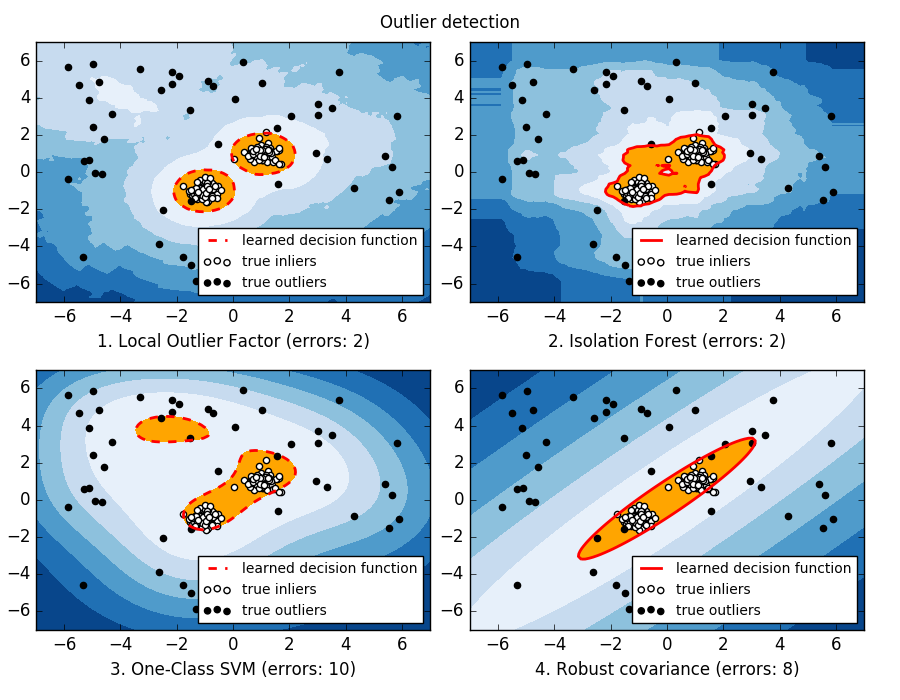 Outlier detection
−6 −4 −2 0 2 4 6
6
4
2
0
−2
−4
−6
learned decision function
true inliers
true outliers
1. Local Outlier Factor (errors: 2)
−6 −4 −2 0 2 4 6
6
4
2
0
−2
−4
−6
learned decision function
true inliers
true outliers
2. Isolation Forest (errors: 2)
−6 −4 −2 0 2 4 6
6
4
2
0
−2
−4
−6
learned decision function
true inliers
true outliers
3. One-Class SVM (errors: 10)
−6 −4 −2 0 2 4 6
6
4
2
0
−2
−4
−6
learned decision function
true inliers
true outliers
4. Robust covariance (errors: 8)